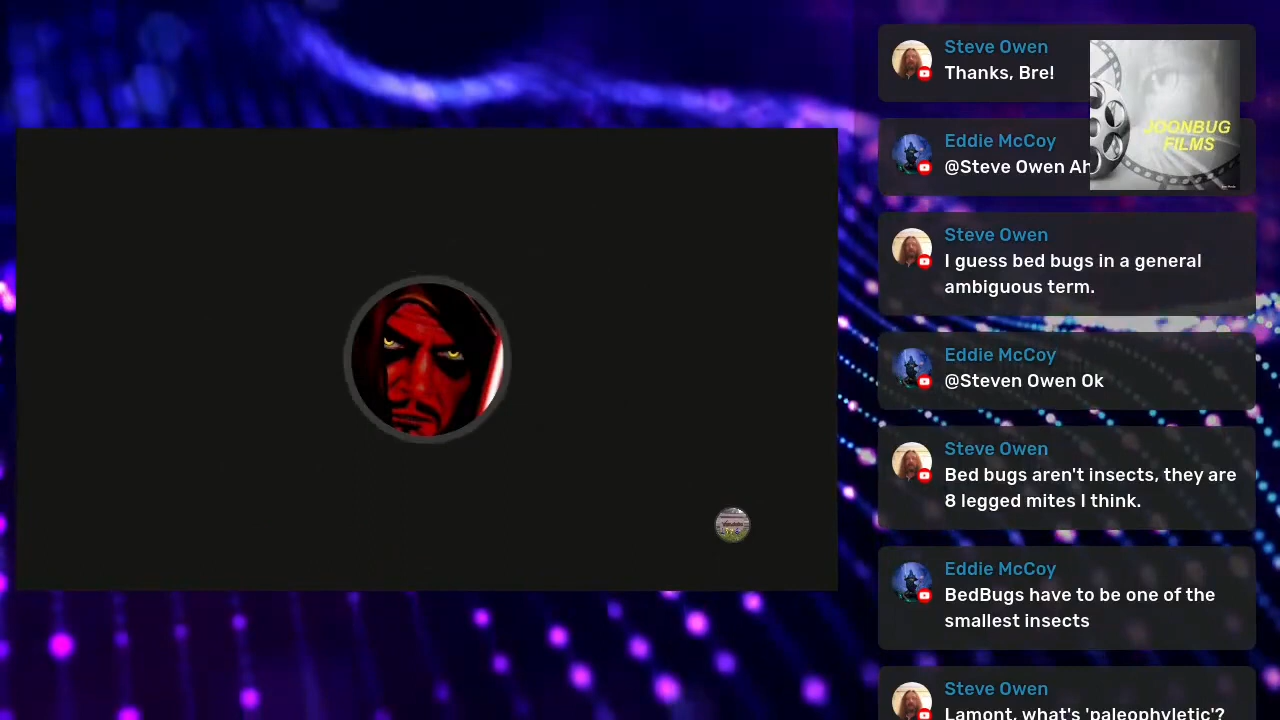 Steve Owen
Thanks, Bre!
JOONBUG
FILMS
Eddie McCoy
@Steve Owen Ah
Steve Owen
I guess bed bugs in a general
ambiguous term.
Eddie McCoy
@Steven Owen Ok
Steve Owen
Bed bugs aren't insects, they are
8 legged mites I think.
Eddie McCoy
BedBugs have to be one of the
smallest insects
Steve Owen
Lamont, what's 'paleophyletic'?